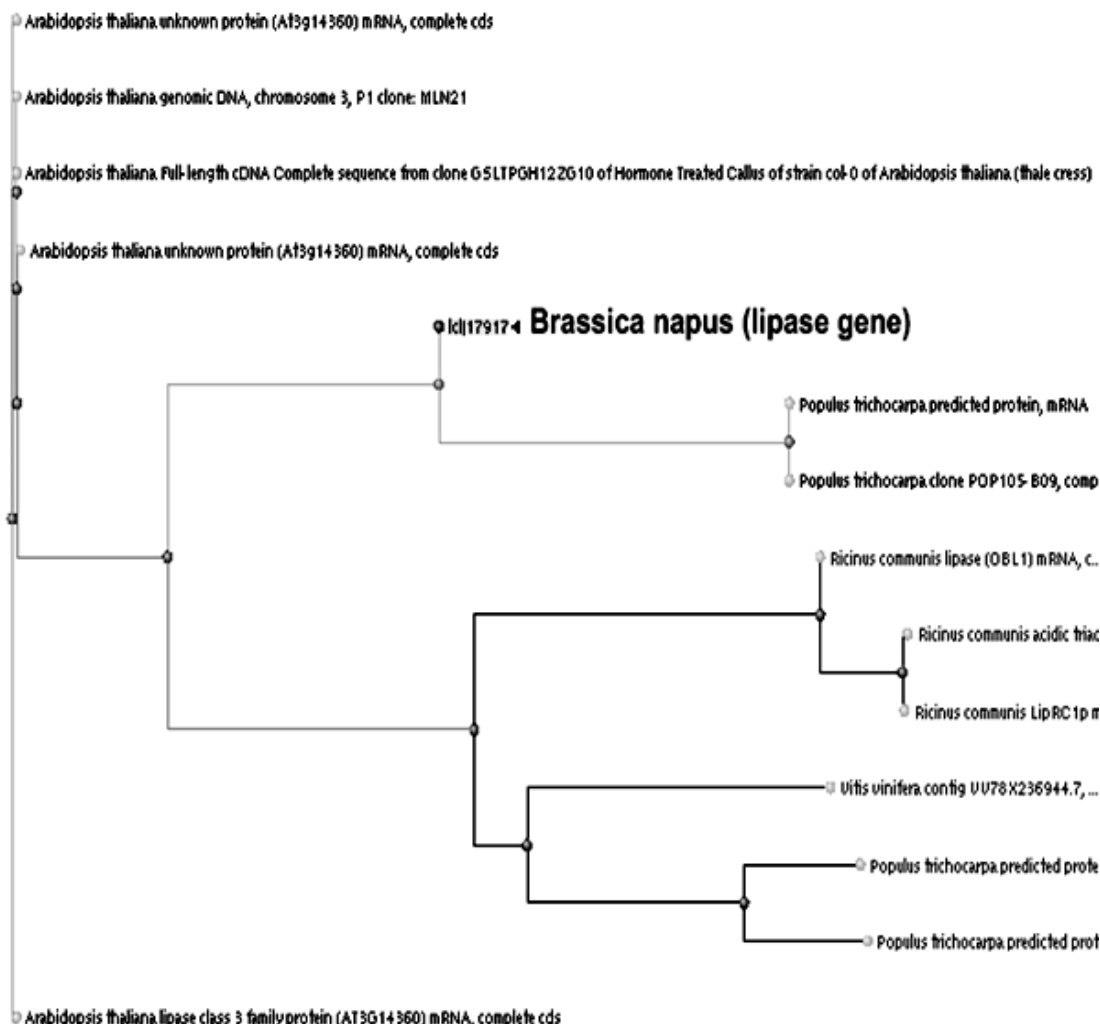 Arabidopsis thaliana unknown protein (At3g14360) mRNA, complete cds
Arabidopsis thaliana genomic DNA, chromosome 3, P1 clone: MLN21
Arabidopsis thaliana Full-length cDNA Complete sequence from clone GSLTPGH12ZG10 of Hormone Treated Callus of strain col-0 of Arabidopsis thaliana (thale cress)
Arabidopsis thaliana unknown protein (At3g14360) mRNA, complete cds
lcl|17917 Brassica napus (lipase gene)
Populus trichocarpa predicted protein, mRNA
Populus trichocarpa clone POP105-B09, comp
Ricinus communis lipase (OBL1) mRNA, c...
Ricinus communis acidic triac
Ricinus communis LipRC1p m
Vitis vinifera contig VV78X236944.7, ...
Populus trichocarpa predicted prote
Populus trichocarpa predicted prot
Arabidopsis thaliana lipase class 3 family protein (AT3G14360) mRNA, complete cds